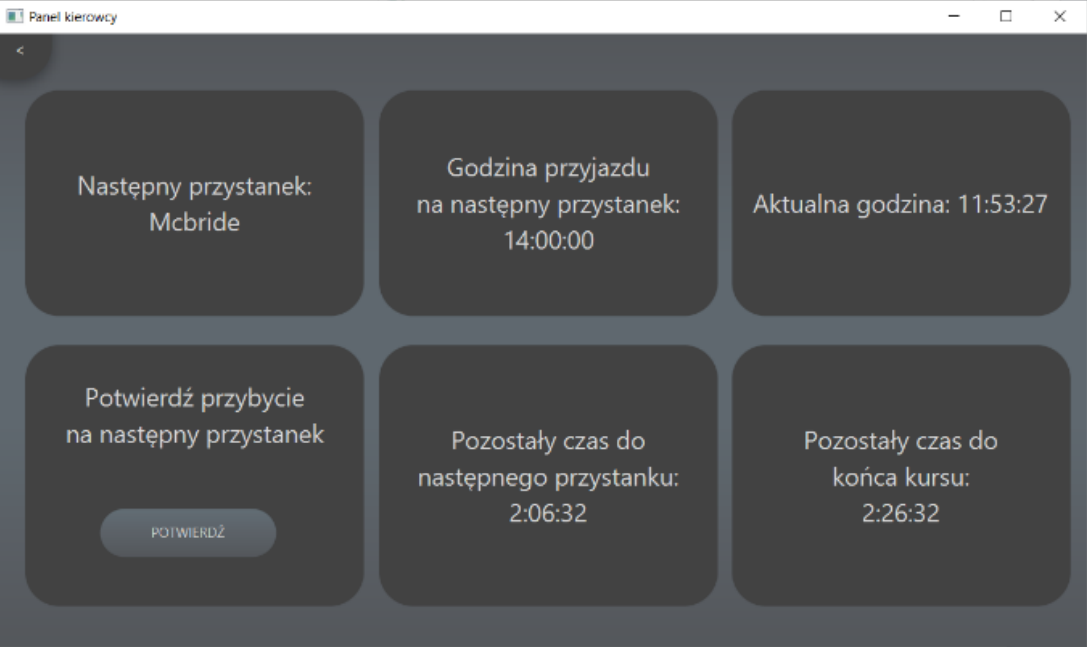 Panel kierowcy
<
Następny przystanek:
Mcbride
Godzina przyjazdu
na następny przystanek:
14:00:00
Aktualna godzina: 11:53:27
Potwierdź przybycie
na następny przystanek
POTWIERDŹ
Pozostały czas do
następnego przystanku:
2:06:32
Pozostały czas do
końca kursu:
2:26:32